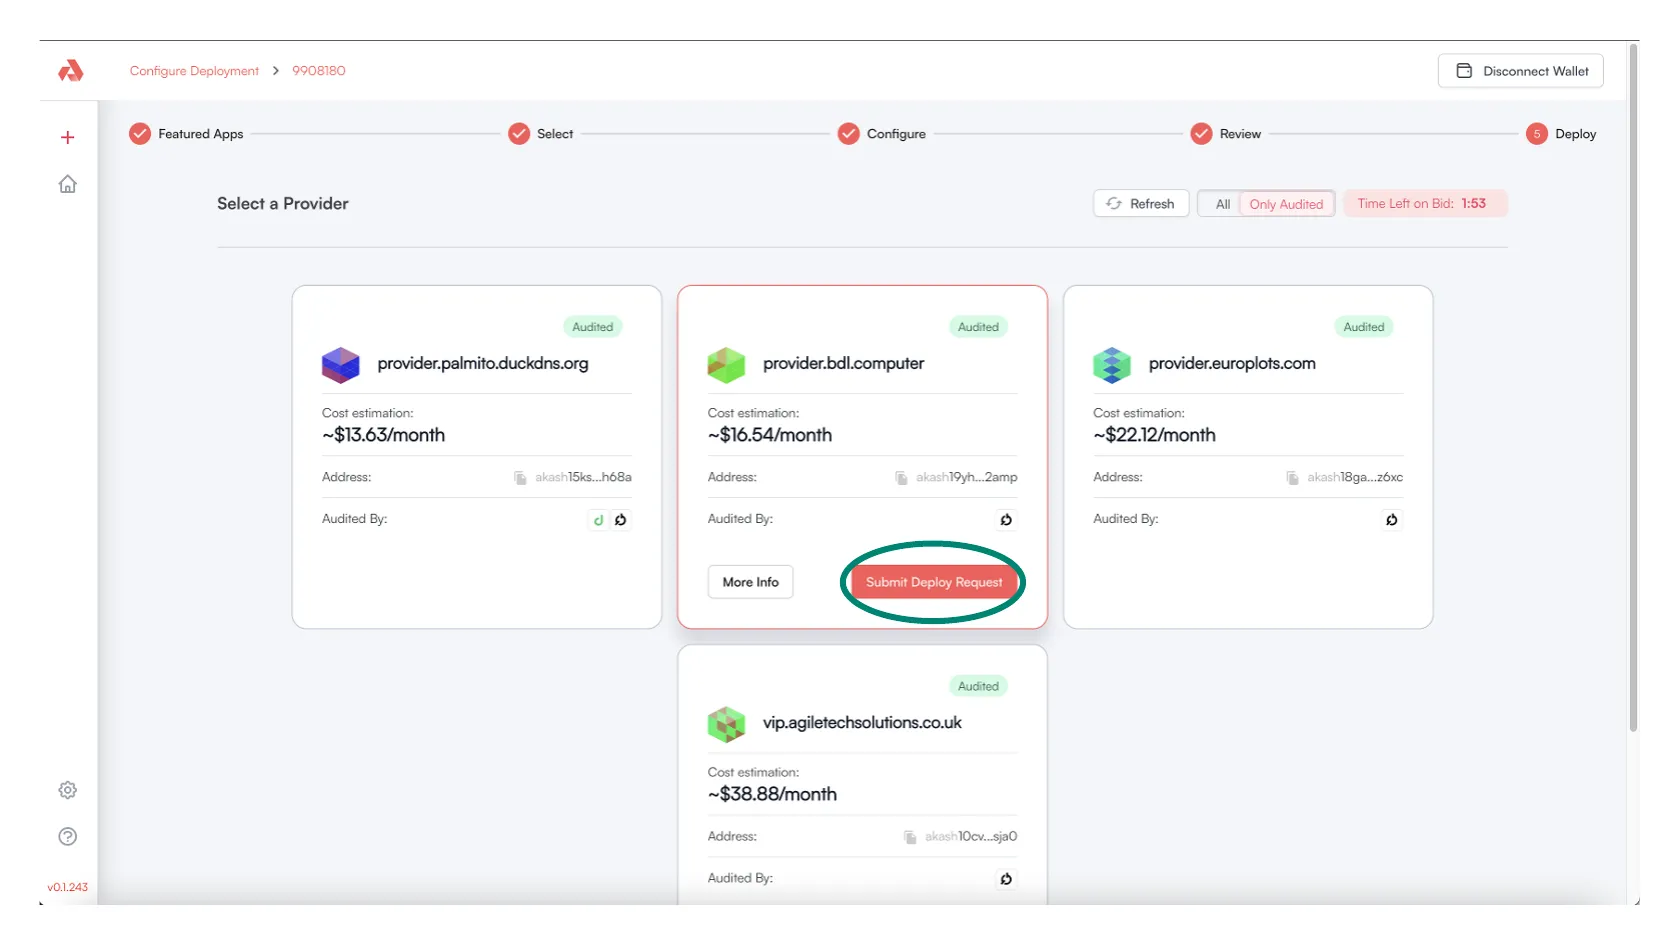 Configure Deployment > 9908180
Disconnect Wallet
Featured Apps
Select
Configure
Review
5 Deploy
Select a Provider
Refresh
All
Only Audited
Time Left on Bid: 1:53
Audited
provider.palmito.duckdns.org
Cost estimation:
~$13.63/month
Address: akash15ks...h68a
Audited By:
Audited
provider.bdl.computer
Cost estimation:
~$16.54/month
Address: akash19yh...2amp
Audited By:
More Info
Submit Deploy Request
Audited
provider.europlots.com
Cost estimation:
~$22.12/month
Address: akash18ga...z6xc
Audited By:
Audited
vip.agiletechsolutions.co.uk
Cost estimation:
~$38.88/month
Address: akash10cv...sja0
Audited By:
v0.1.243